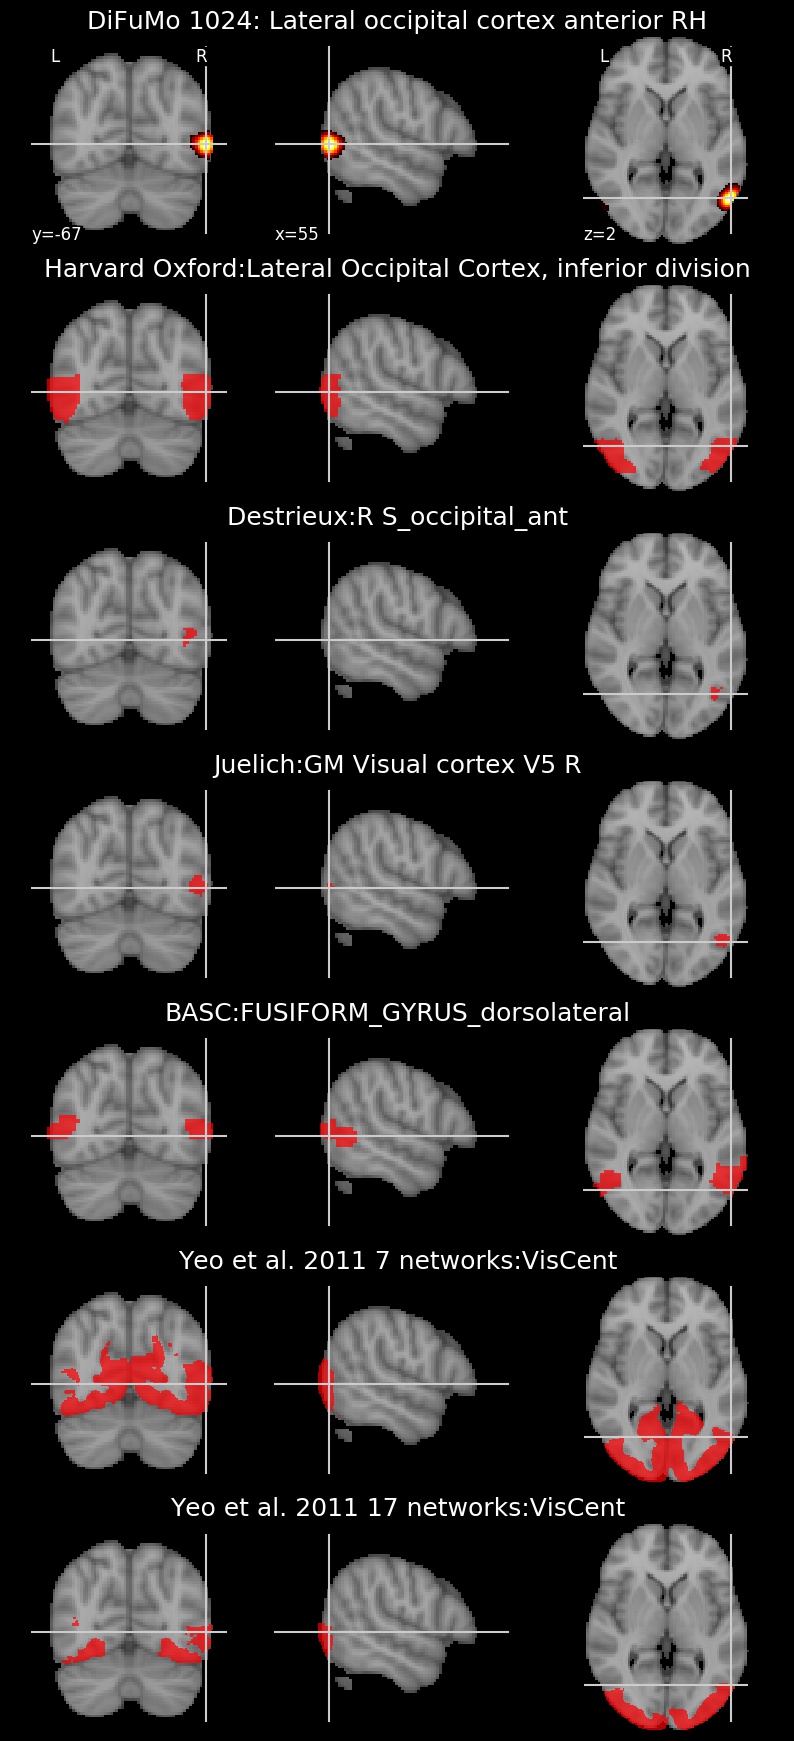 DiFuMo 1024: Lateral occipital cortex anterior RH
L R L R
y=-67 x=55 z=2
Harvard Oxford:Lateral Occipital Cortex, inferior division
Destrieux:R S_occipital_ant
Juelich:GM Visual cortex V5 R
BASC:FUSIFORM_GYRUS_dorsolateral
Yeo et al. 2011 7 networks:VisCent
Yeo et al. 2011 17 networks:VisCent